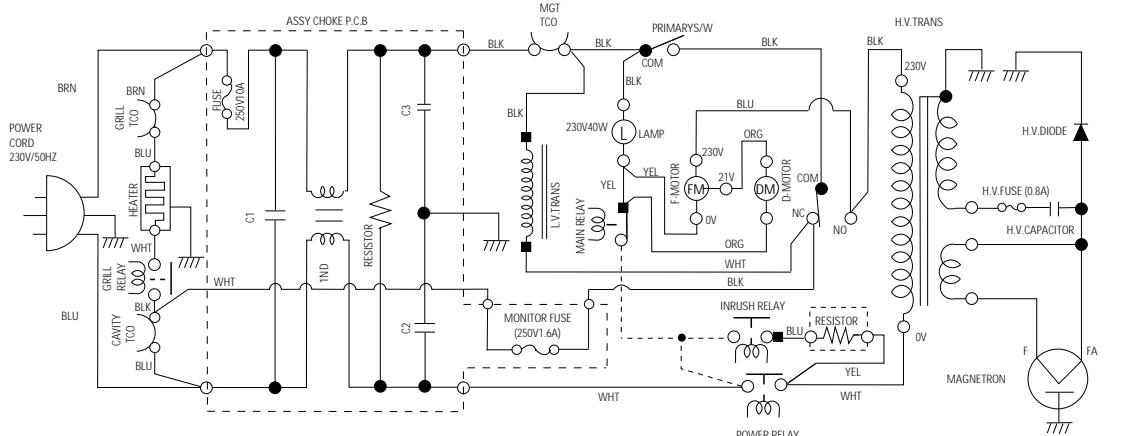 ASSY CHOKE P.C.B
MGT
TCO
PRIMARYS/W
H.V.TRANS
BLK
BLK
COM
BLK
BLK
230V
BRN
BRN
GRILL
TCO
FUSE
250V10A
C3
BLK
BLK
230V40W
L
LAMP
BLU
POWER
CORD
230V/50HZ
BLU
HEATER
C1
RESISTOR
L.V.TRANS
YEL
YEL
ORG
230V
F-MOTOR
FM
21V
DM
D-MOTOR
0V
COM
NC
NO
H.V.DIODE
H.V.FUSE (0.8A)
H.V.CAPACITOR
MAIN RELAY
ORG
WHT
BLK
WHT
GRILL
RELAY
WHT
1ND
BLK
CAVITY
TCO
BLU
BLU
C2
MONITOR FUSE
(250V1.6A)
INRUSH RELAY
BLU
RESISTOR
0V
YEL
WHT
WHT
POWER RELAY
F
FA
MAGNETRON